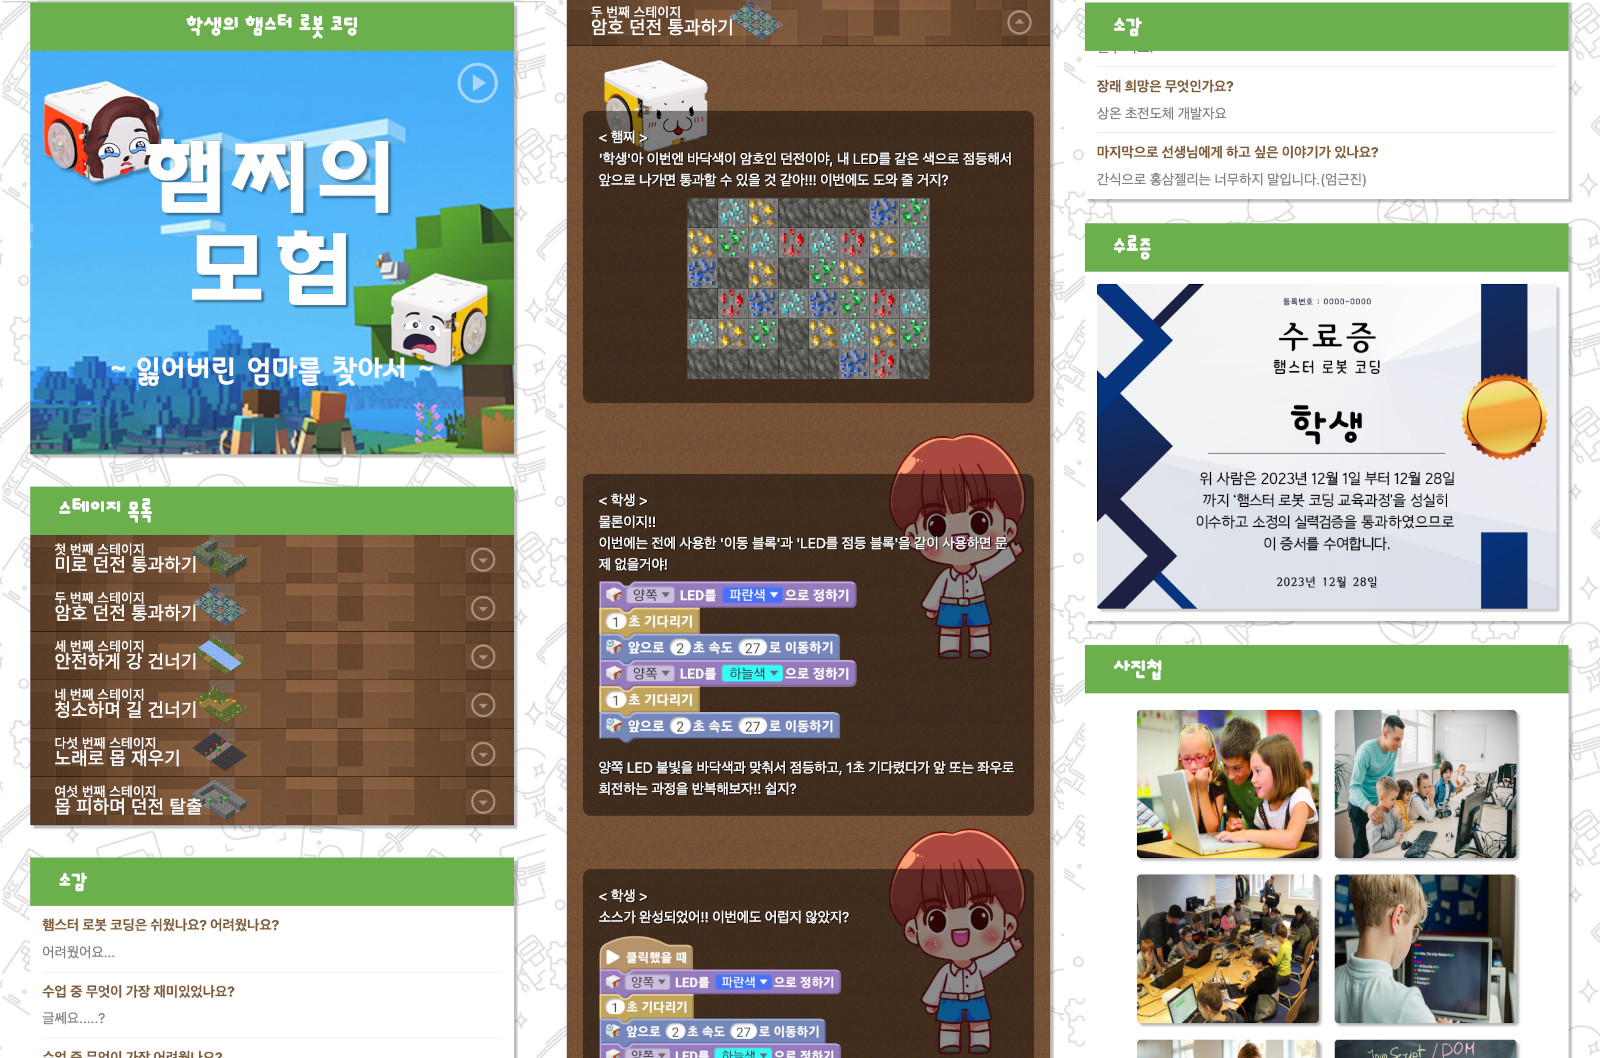 학생의 햄스터 로봇 코딩
햄찌의
모험
~ 잃어버린 엄마를 찾아서 ~
스테이지 목록
첫 번째 스테이지
미로 던전 통과하기
두 번째 스테이지
암호 던전 통과하기
세 번째 스테이지
안전하게 강 건너기
네 번째 스테이지
청소하며 길 건너기
다섯 번째 스테이지
노래로 몹 재우기
여섯 번째 스테이지
몹 피하며 던전 탈출
소감
햄스터 로봇 코딩은 쉬웠나요? 어려웠나요?
어려웠어요...
수업 중 무엇이 가장 재미있었나요?
글쎄요.....?
수업 중 무엇이 가장 어려웠나요?
두 번째 스테이지
암호 던전 통과하기
< 햄찌 >
'학생'아 이번엔 바닥색이 암호인 던전이야, 내 LED를 같은 색으로 점등해서
앞으로 나가면 통과할 수 있을 것 같아!!! 이번에도 도와 줄 거지?
< 학생 >
물론이지!!
이번에는 전에 사용한 '이동 블록'과 'LED를 점등 블록'을 같이 사용하면 문
제 없을거야!
양쪽 LED를 파란색 으로 정하기
1 초 기다리기
앞으로 2 초 속도 27 로 이동하기
양쪽 LED를 하늘색 으로 정하기
1 초 기다리기
앞으로 2 초 속도 27 로 이동하기
양쪽 LED 불빛을 바닥색과 맞춰서 점등하고, 1초 기다렸다가 앞 또는 좌우로
회전하는 과정을 반복해보자!! 쉽지?
< 학생 >
소스가 완성되었어!! 이번에도 어렵지 않았지?
클릭했을 때
양쪽 LED를 파란색 으로 정하기
1 초 기다리기
앞으로 2 초 속도 27 로 이동하기
양쪽 LED를 하늘색 으로 정하기
소감
장래 희망은 무엇인가요?
상온 초전도체 개발자요
마지막으로 선생님에게 하고 싶은 이야기가 있나요?
간식으로 홍삼젤리는 너무하지 말입니다.(엄근진)
수료증
등록번호 : 0000-0000
수료증
햄스터 로봇 코딩
학생
위 사람은 2023년 12월 1일 부터 12월 28일
까지 '햄스터 로봇 코딩 교육과정'을 성실히
이수하고 소정의 실력검증을 통과하였으므로
이 증서를 수여합니다.
2023년 12월 28일
사진첩
JavaScript / DOM